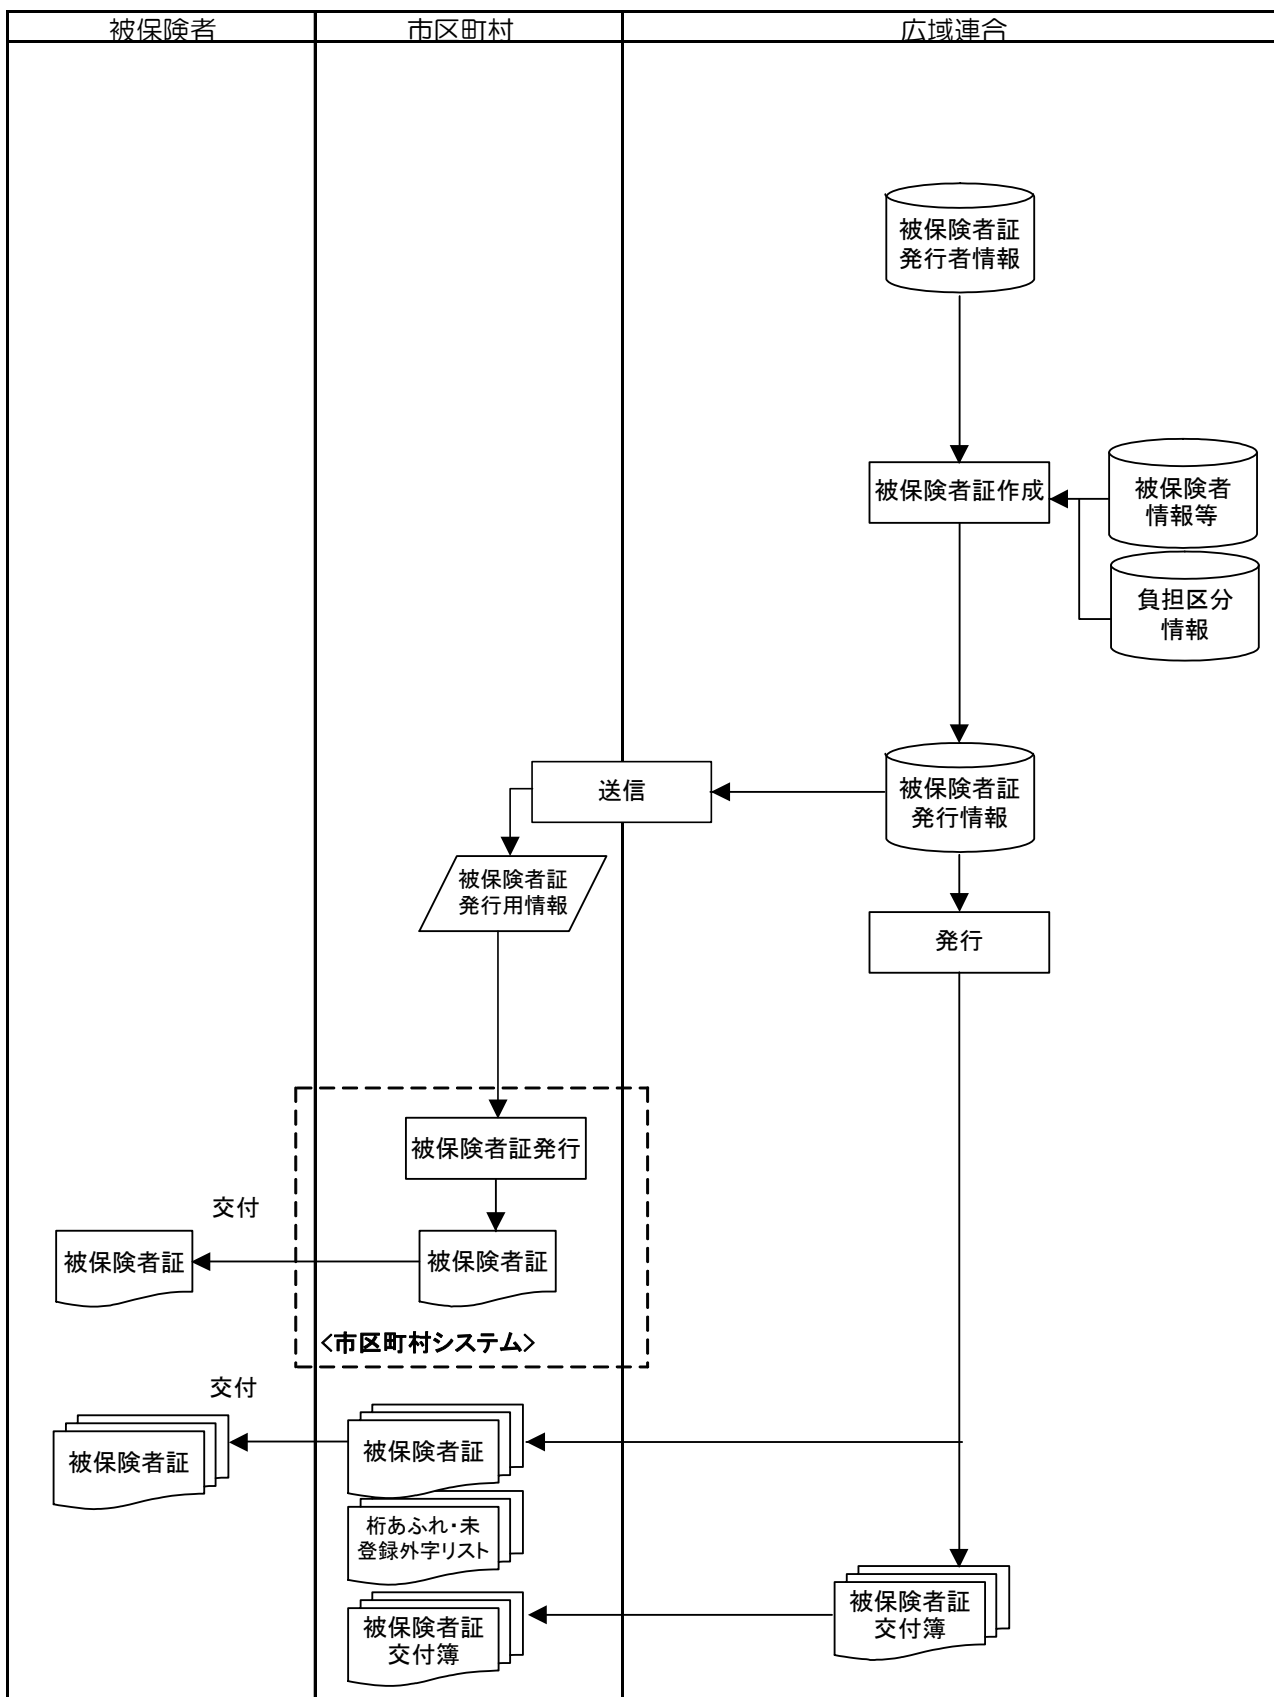 被保険者
市区町村
広域連合
被保険者証
発行者情報
被保険者証作成
被保険者
情報等
負担区分
情報
送信
被保険者証
発行情報
被保険者証
発行用情報
発行
被保険者証発行
交付
被保険者証
被保険者証
<市区町村システム>
交付
被保険者証
被保険者証
桁あふれ・未
登録外字リスト
被保険者証
交付簿
被保険者証
交付簿